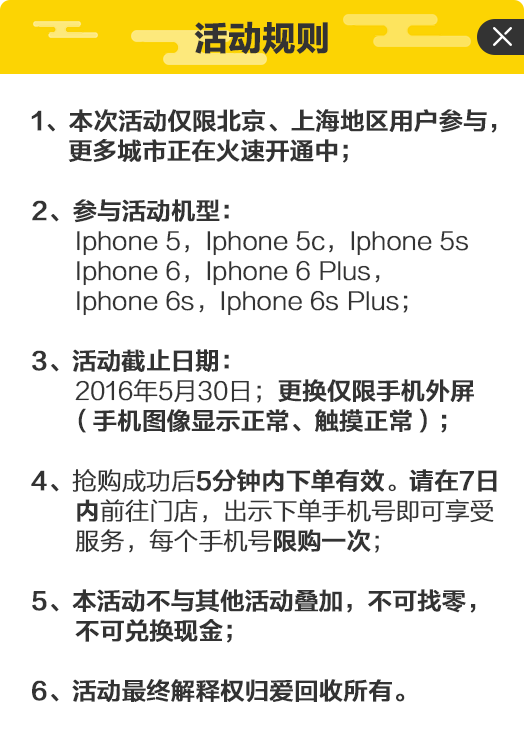 活动规则
1、本次活动仅限北京、上海地区用户参与，
更多城市正在火速开通中；
2、参与活动机型：
Iphone 5，Iphone 5c，Iphone 5s
Iphone 6，Iphone 6 Plus，
Iphone 6s，Iphone 6s Plus；
3、活动截止日期：
2016年5月30日；更换仅限手机外屏
（手机图像显示正常、触摸正常）；
4、抢购成功后5分钟内下单有效。请在7日
内前往门店，出示下单手机号即可享受
服务，每个手机号限购一次；
5、本活动不与其他活动叠加，不可找零，
不可兑换现金；
6、活动最终解释权归爱回收所有。